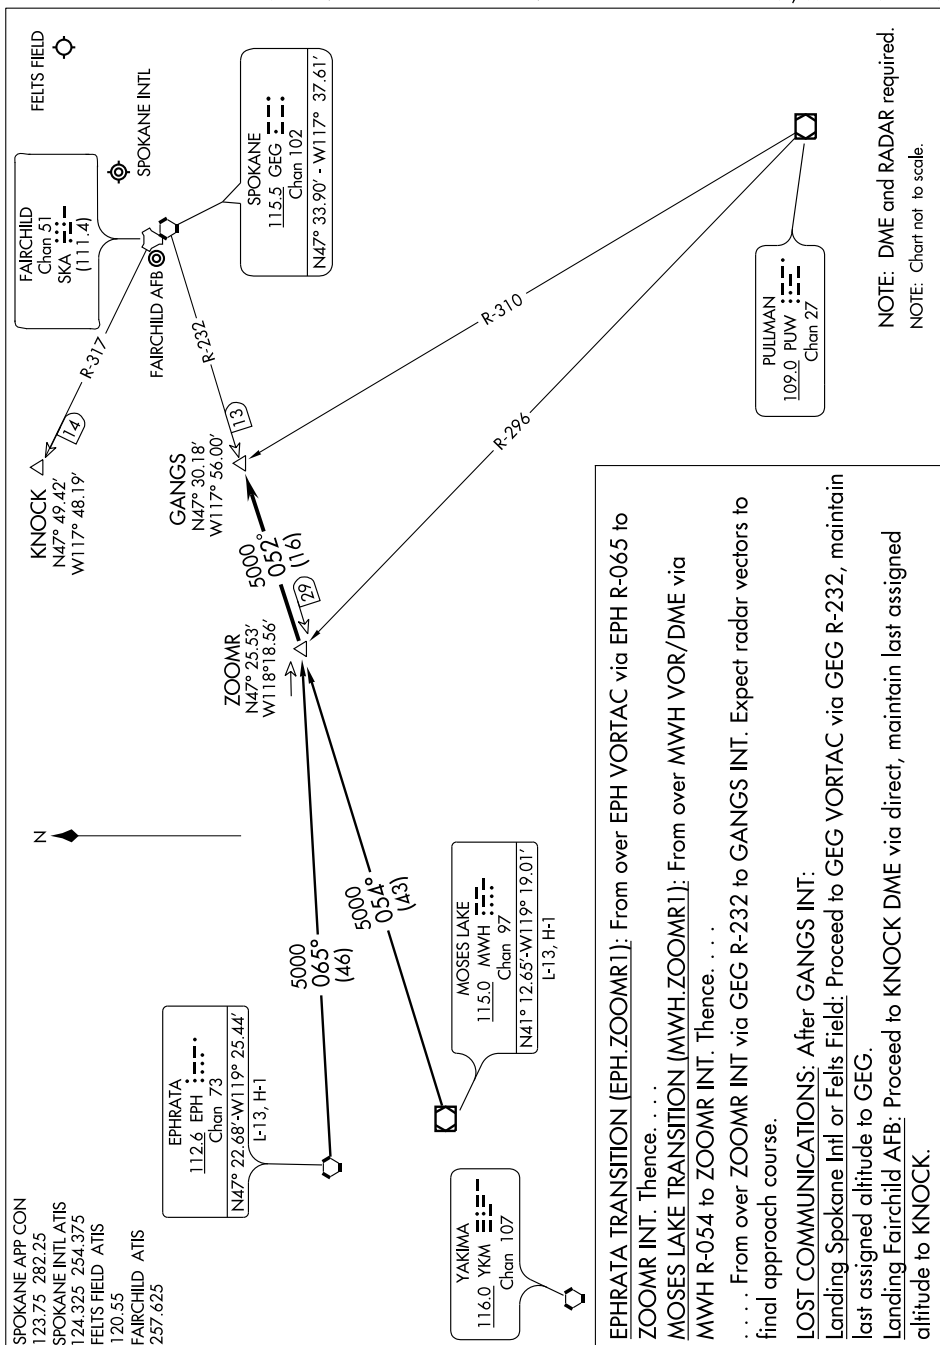 SPOKANE APP CON
123.75 282.25
SPOKANE INTL ATIS
124.325 254.375
FELTS FIELD ATIS
120.55
FAIRCHILD ATIS
257.625
EPHRATA
112.6 EPH
Chan 73
N47° 22.68'-W119° 25.44'
L-13, H-1
YAKIMA
116.0 YKM
Chan 107
MOSES LAKE
115.0 MWH
Chan 97
N41° 12.65'-W119° 19.01'
L-13, H-1
5000
065°
(46)
5000
054°
(43)
N
ZOOMR
N47° 25.53'
W118°18.56'
29
5000
052°
(16)
GANGS
N47° 30.18'
W117° 56.00'
13
KNOCK
N47° 49.42'
W117° 48.19'
14
R-317
R-232
FAIRCHILD AFB
FAIRCHILD
Chan 51
SKA
(111.4)
SPOKANE INTL
FELTS FIELD
SPOKANE
115.5 GEG
Chan 102
N47° 33.90' - W117° 37.61'
R-310
R-296
PULLMAN
109.0 PUW
Chan 27
NOTE: DME and RADAR required.
NOTE: Chart not to scale.
EPHRATA TRANSITION (EPH.ZOOMR1): From over EPH VORTAC via EPH R-065 to
ZOOMR INT. Thence. . . .
MOSES LAKE TRANSITION (MWH.ZOOMR1): From over MWH VOR/DME via
MWH R-054 to ZOOMR INT. Thence. . . .
. . . . From over ZOOMR INT via GEG R-232 to GANGS INT. Expect radar vectors to
final approach course.
LOST COMMUNICATIONS: After GANGS INT:
Landing Spokane Intl or Felts Field: Proceed to GEG VORTAC via GEG R-232, maintain
last assigned altitude to GEG.
Landing Fairchild AFB: Proceed to KNOCK DME via direct, maintain last assigned
altitude to KNOCK.